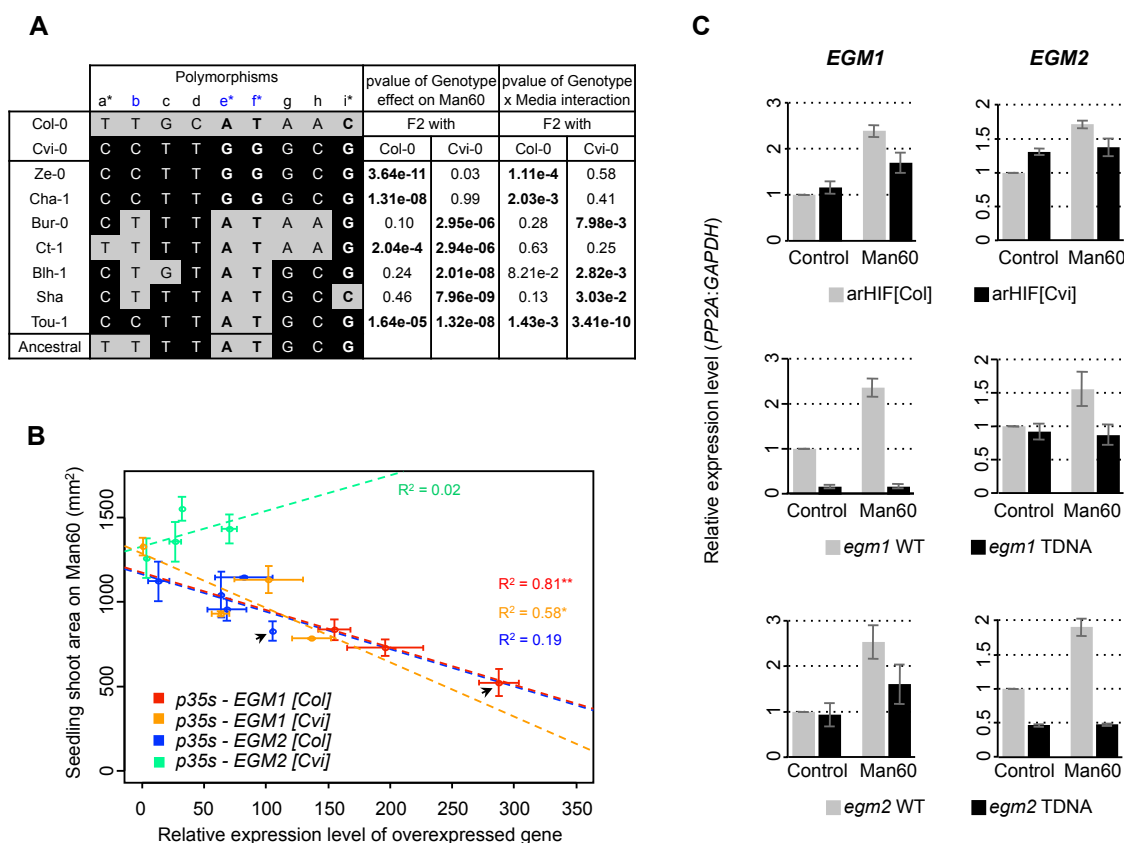 A
Polymorphisms
pvalue of Genotype effect on Man60
pvalue of Genotype x Media interaction
a* b c d e* f* g h i*
Col-0 T T G C A T A A C F2 with F2 with
Cvi-0 C C T T G G G C G Col-0 Cvi-0 Col-0 Cvi-0
Ze-0 C C T T G G G C G 3.64e-11 0.03 1.11e-4 0.58
Cha-1 C C T T G G G C G 1.31e-08 0.99 2.03e-3 0.41
Bur-0 C T T T A T A A G 0.10 2.95e-06 0.28 7.98e-3
Ct-1 T T T T A T A A G 2.04e-4 2.94e-06 0.63 0.25
Blh-1 C T G T A T G C G 0.24 2.01e-08 8.21e-2 2.82e-3
Sha C T T T A T G C C 0.46 7.96e-09 0.13 3.03e-2
Tou-1 C C T T A T G C G 1.64e-05 1.32e-08 1.43e-3 3.41e-10
Ancestral T T T T A T G C G
B
Seedling shoot area on Man60 (mm²)
0 500 1000 1500
R² = 0.02
R² = 0.81**
R² = 0.58*
R² = 0.19
p35s - EGM1 [Col]
p35s - EGM1 [Cvi]
p35s - EGM2 [Col]
p35s - EGM2 [Cvi]
0 50 100 150 200 250 300 350
Relative expression level of overexpressed gene
C
EGM1 EGM2
Relative expression level (PP2A:GAPDH)
0 1 2 3
0 0.5 1 1.5 2
Control Man60 Control Man60
arHIF[Col] arHIF[Cvi]
0 1 2 3
0 0.5 1 1.5 2
Control Man60 Control Man60
egm1 WT egm1 TDNA
0 1 2 3
0 0.5 1 1.5 2
Control Man60 Control Man60
egm2 WT egm2 TDNA